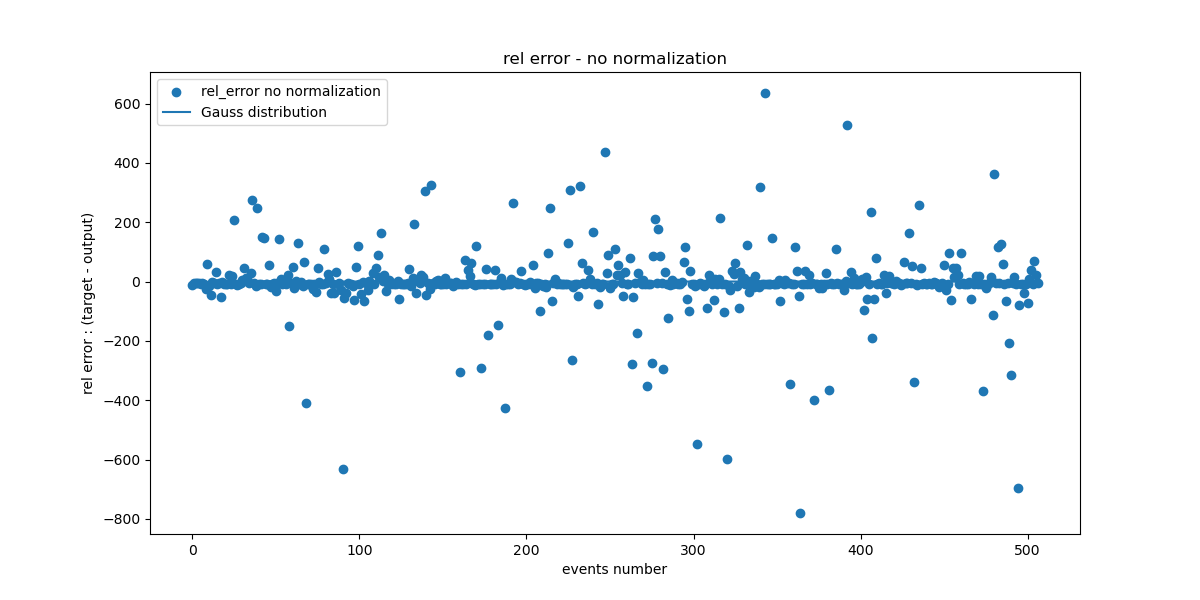 rel error - no normalization
rel_error no normalization
Gauss distribution
rel error : (target - output)
600
400
200
0
−200
−400
−600
−800
0
100
200
300
400
500
events number